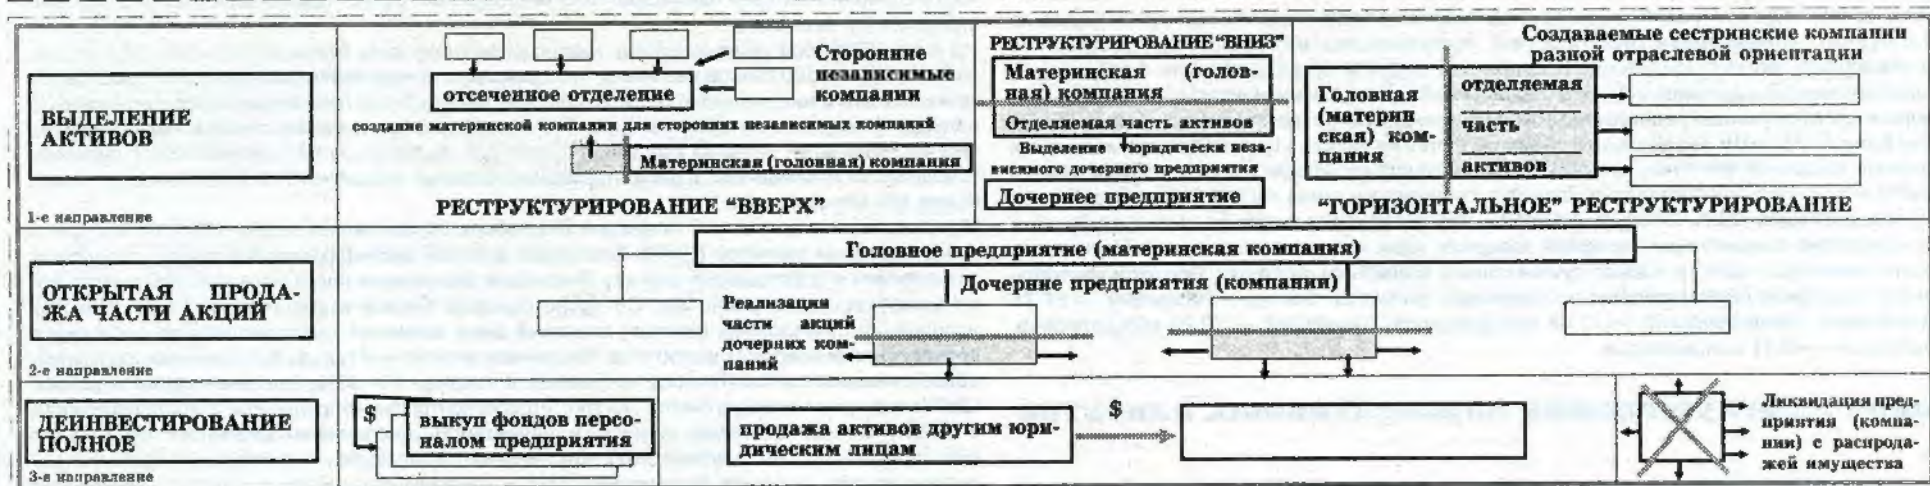 ВЫДЕЛЕНИЕ
АКТИВОВ
1-е направление
Сторонние
независимые
компании
отсеченное отделение
создание материнской компании для сторонних независимых компаний
Материнская (головная) компания
РЕСТРУКТУРИРОВАНИЕ “ВВЕРХ”
РЕСТРУКТУРИРОВАНИЕ “ВНИЗ”
Материнская (голов-
ная) компания
Отделяемая часть активов
Выделение юридически неза-
висимого дочернего предприятия
Дочернее предприятие
Создаваемые сестринские компании
разной отраслевой ориентации
Головная
(материн
ская) ком-
пания
отделяемая
часть
активов
“ГОРИЗОНТАЛЬНОЕ” РЕСТРУКТУРИРОВАНИЕ
ОТКРЫТАЯ ПРОДА-
ЖА ЧАСТИ АКЦИЙ
2-е направление
Головное предприятие (материнская компания)
Дочерние предприятия (компании)
Реализация
части акций
дочерних ком-
паний
ДЕИНВЕСТИРОВАНИЕ
ПОЛНОЕ
3-е направление
$
выкуп фондов персо-
налом предприятия
продажа активов другим юри-
дическим лицам
$
Ликвидация пред-
приятия (компа-
нии) с распрода-
жей имущества